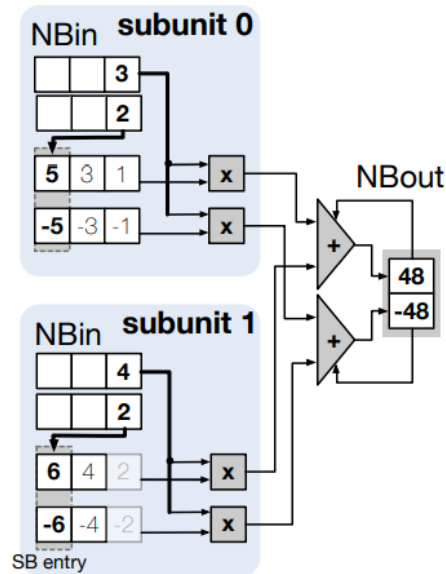 subunit 0
NBin
3
2
5 3 1
x
-5 -3 -1
x
NBout
+
48
-48
+
subunit 1
NBin
4
2
6 4 2
x
-6 -4 -2
x
SB entry